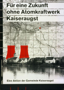 Für eine Zukunft
ohne Atomkraftwerk
Kaiseraugst